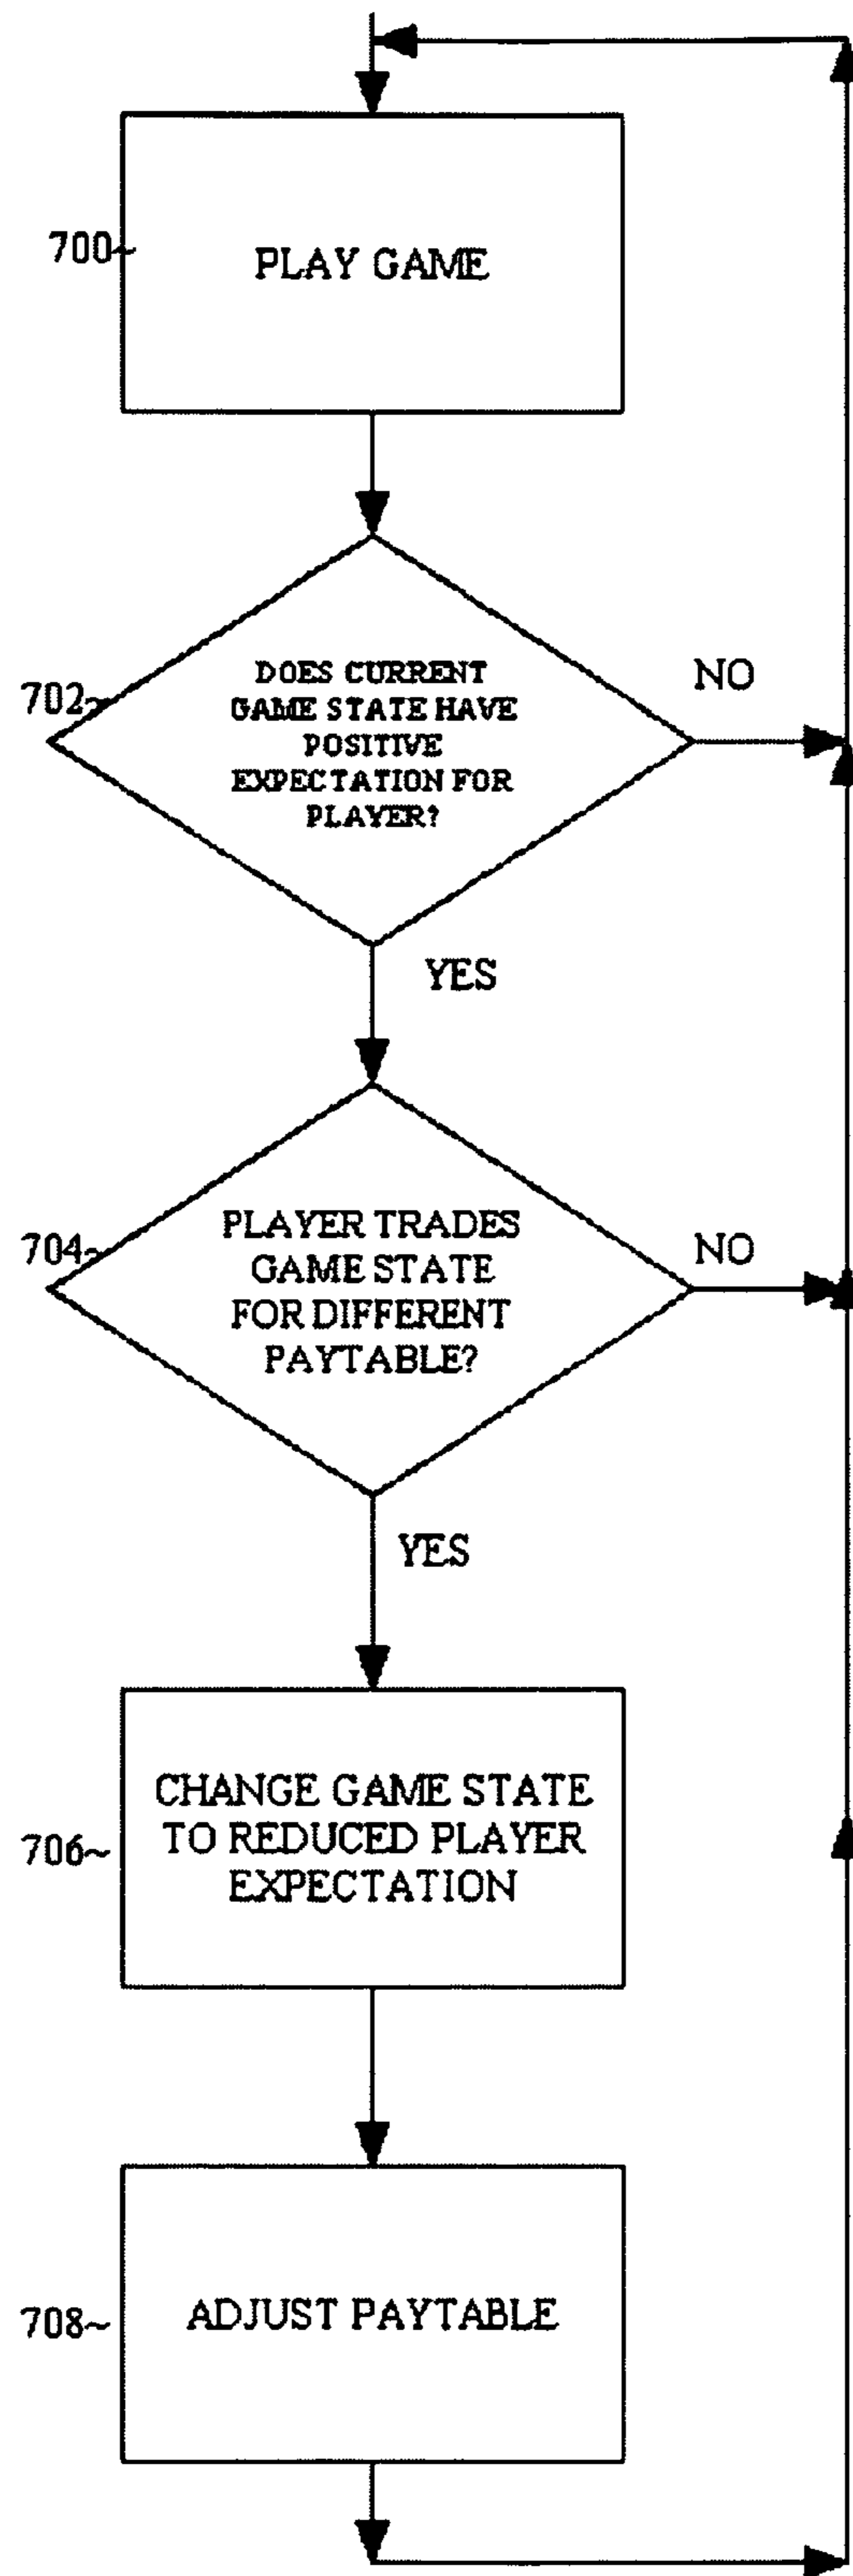 700~
PLAY GAME
702~
DOES CURRENT
GAME STATE HAVE
POSITIVE
EXPECTATION FOR
PLAYER?
NO
YES
704~
PLAYER TRADES
GAME STATE
FOR DIFFERENT
PAYTABLE?
NO
YES
706~
CHANGE GAME STATE
TO REDUCED PLAYER
EXPECTATION
708~
ADJUST PAYTABLE